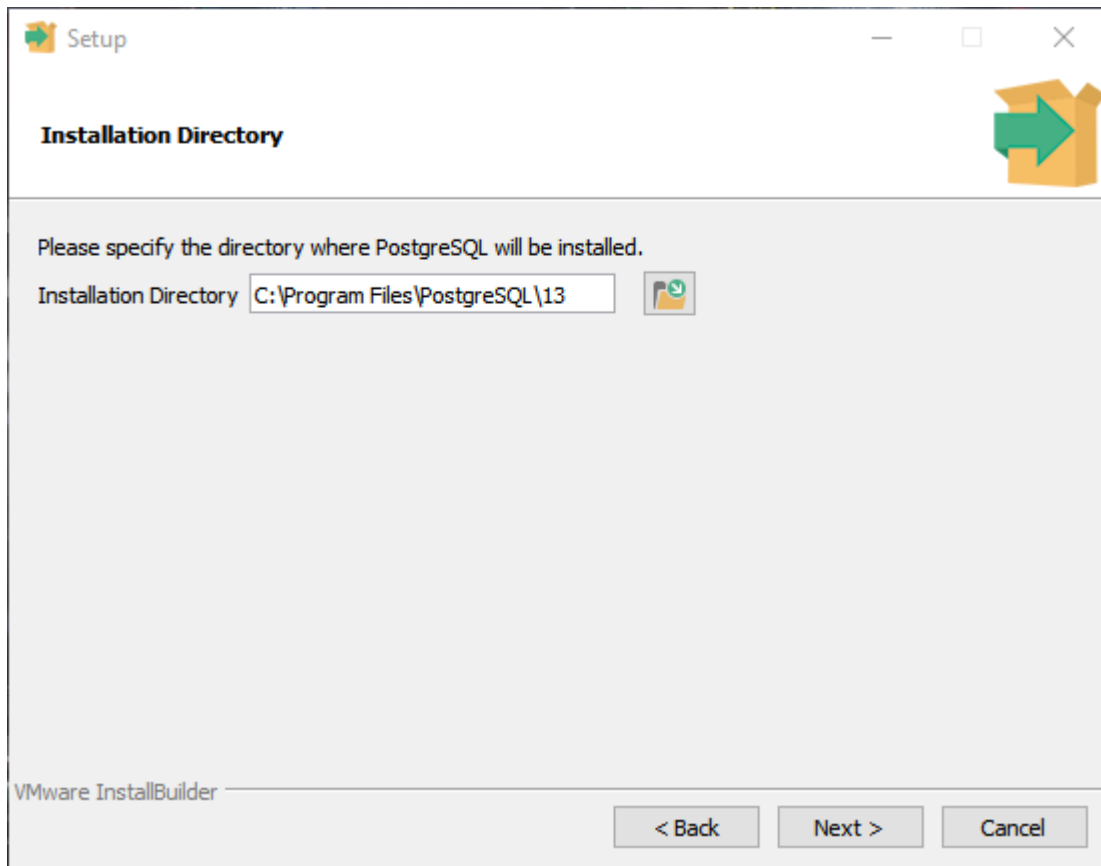 Setup
Installation Directory
Please specify the directory where PostgreSQL will be installed.
Installation Directory C:\Program Files\PostgreSQL\13
VMware InstallBuilder
< Back Next > Cancel